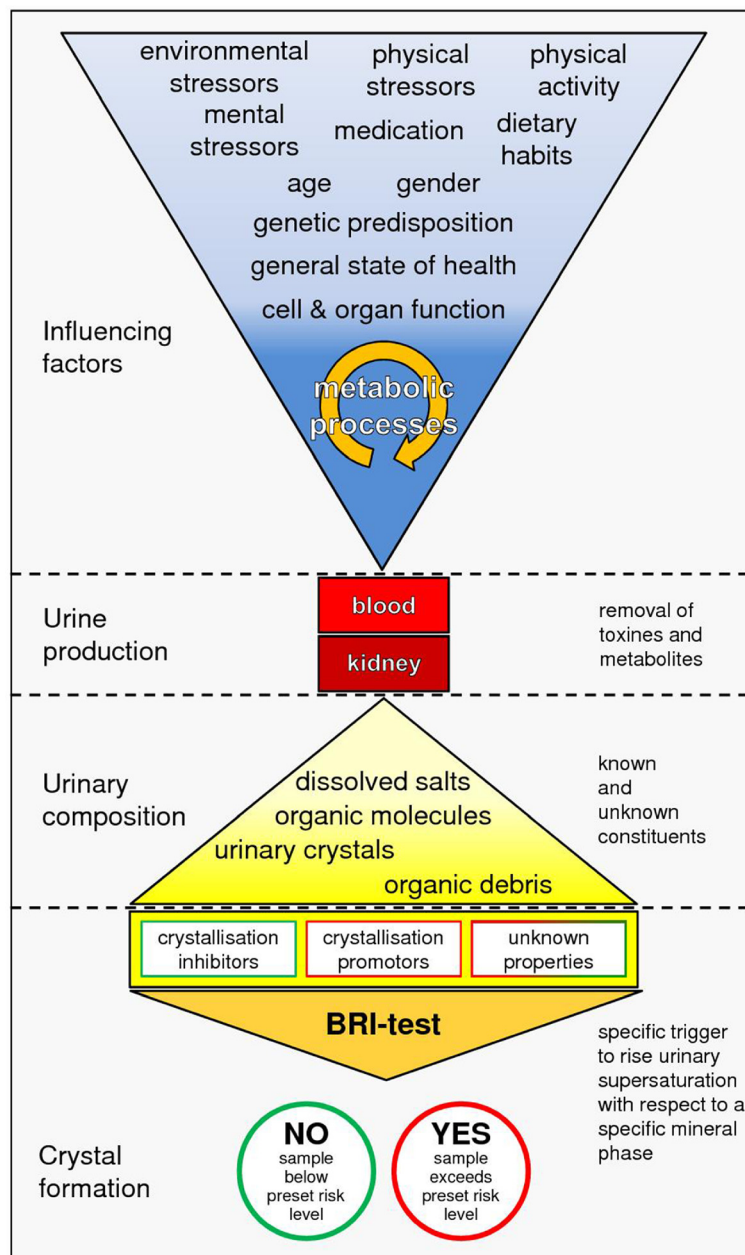 environmental
stressors
physical
stressors
physical
activity
mental
stressors
medication
dietary
habits
age
gender
genetic predisposition
general state of health
cell & organ function
Influencing
factors
metabolic
processes
Urine
production
blood
kidney
removal of
toxines and
metabolites
Urinary
composition
dissolved salts
organic molecules
urinary crystals
organic debris
known
and
unknown
constituents
crystallisation
inhibitors
crystallisation
promotors
unknown
properties
BRI-test
specific trigger
to rise urinary
supersaturation
with respect to a
specific mineral
phase
Crystal
formation
NO
sample
below
preset risk
level
YES
sample
exceeds
preset risk
level